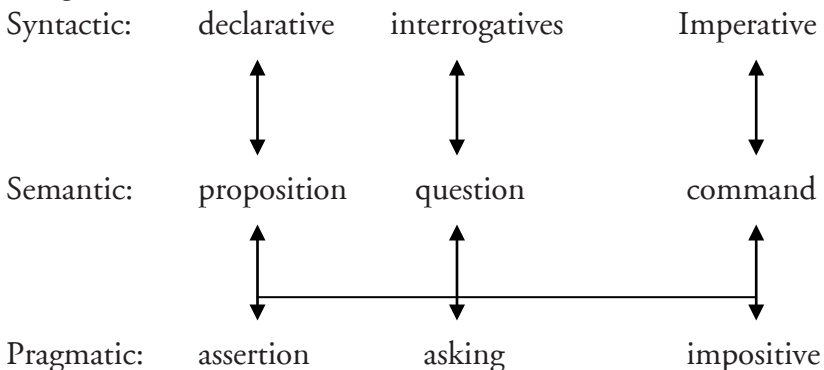 Syntactic: declarative interrogatives Imperative
Semantic: proposition question command
Pragmatic: assertion asking impositive